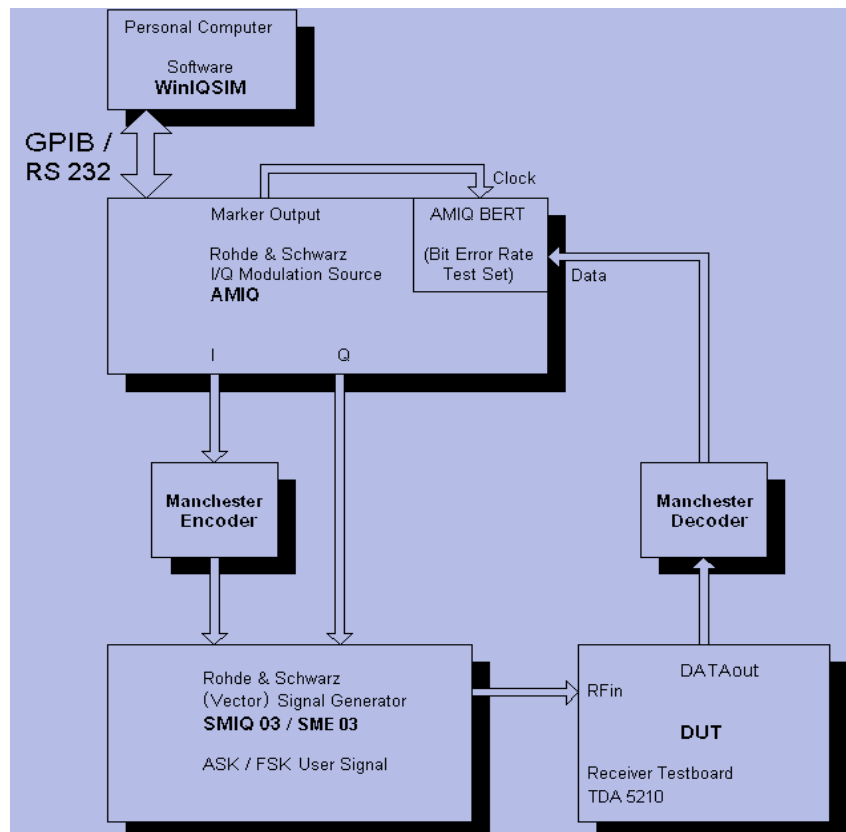 Personal Computer
Software
WinIQSIM
GPIB /
RS 232
Clock
Marker Output
Rohde & Schwarz
I/Q Modulation Source
AMIQ
AMIQ BERT
(Bit Error Rate
Test Set)
Data
I
Q
Manchester
Encoder
Manchester
Decoder
Rohde & Schwarz
(Vector) Signal Generator
SMIQ 03 / SME 03
ASK / FSK User Signal
DATAout
RFin
DUT
Receiver Testboard
TDA 5210